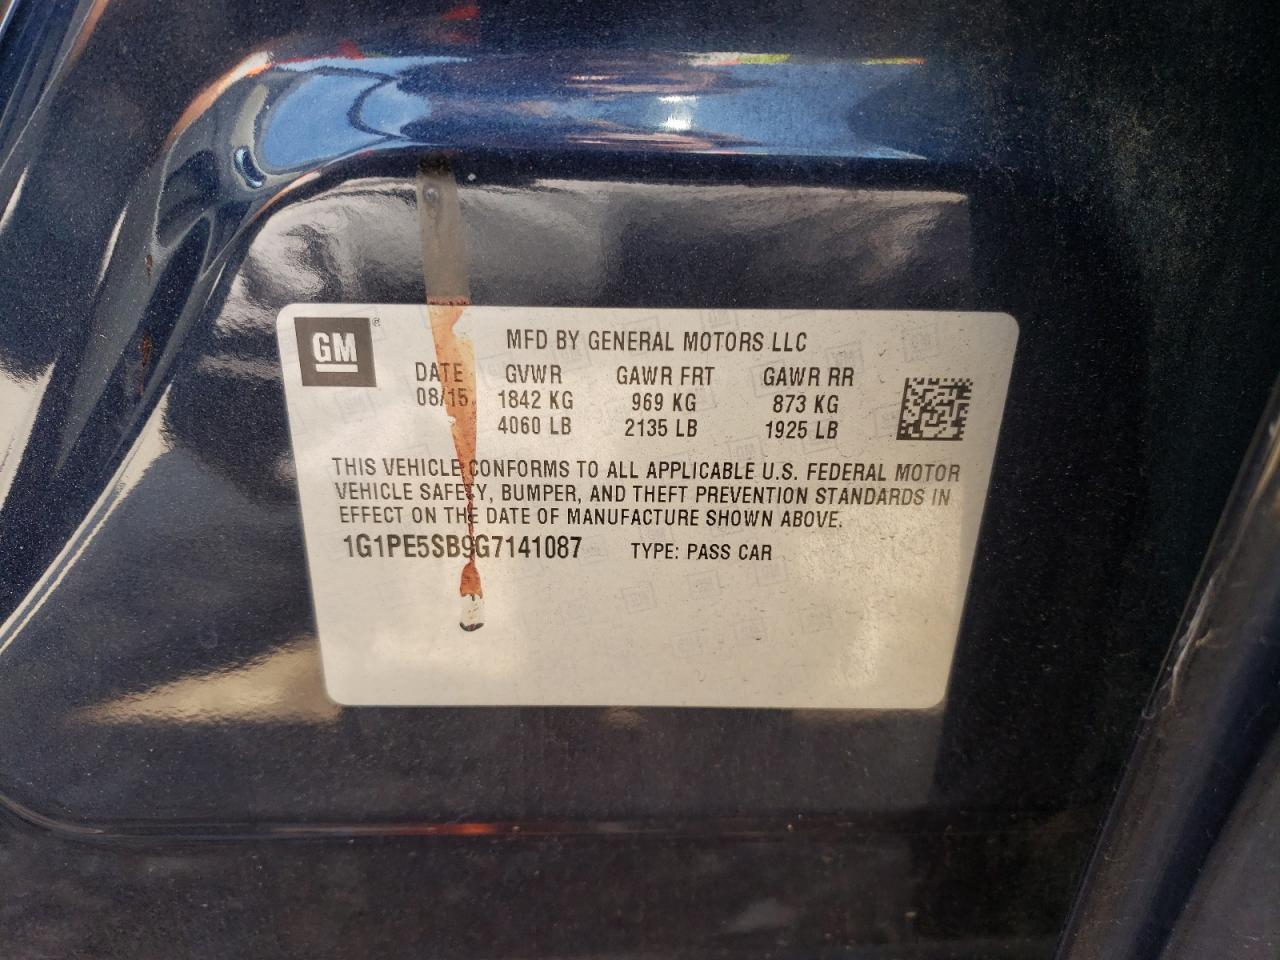 GM ®
MFD BY GENERAL MOTORS LLC
DATE GVWR GAWR FRT GAWR RR
08/15 1842 KG 969 KG 873 KG
4060 LB 2135 LB 1925 LB
THIS VEHICLE CONFORMS TO ALL APPLICABLE U.S. FEDERAL MOTOR
VEHICLE SAFETY, BUMPER, AND THEFT PREVENTION STANDARDS IN
EFFECT ON THE DATE OF MANUFACTURE SHOWN ABOVE.
1G1PE5SB9G7141087 TYPE: PASS CAR